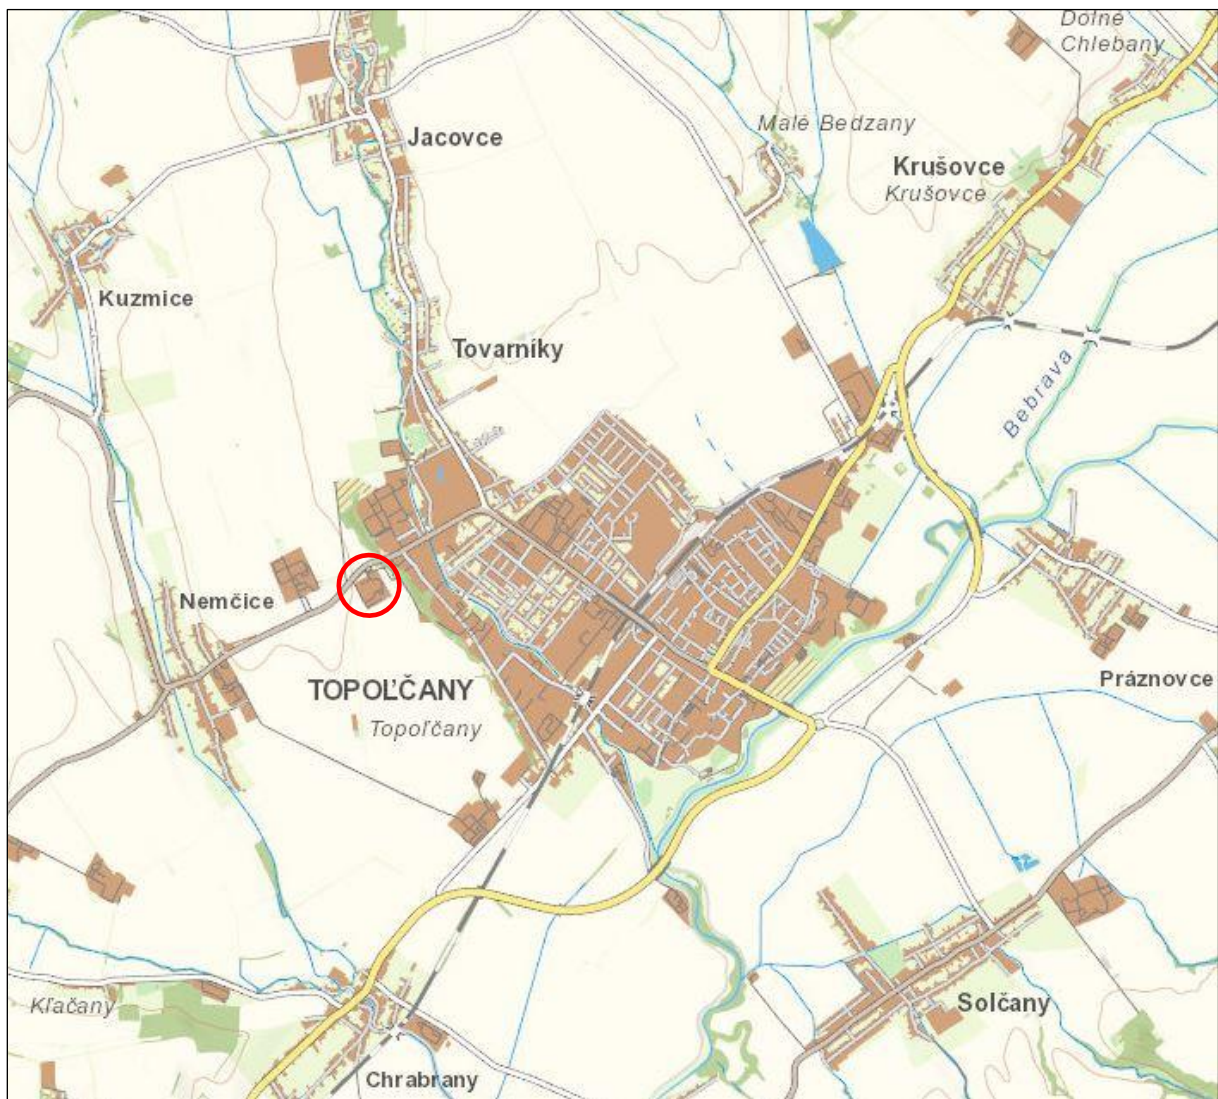 Dolné
Chlebany
Malé Bedzany
Jacovce
Krušovce
Krušovce
Kuzmice
Tovarníky
Bebrava
Nemčice
TOPOĽČANY
Topoľčany
Práznovce
Kľačany
Solčany
Chrabrany